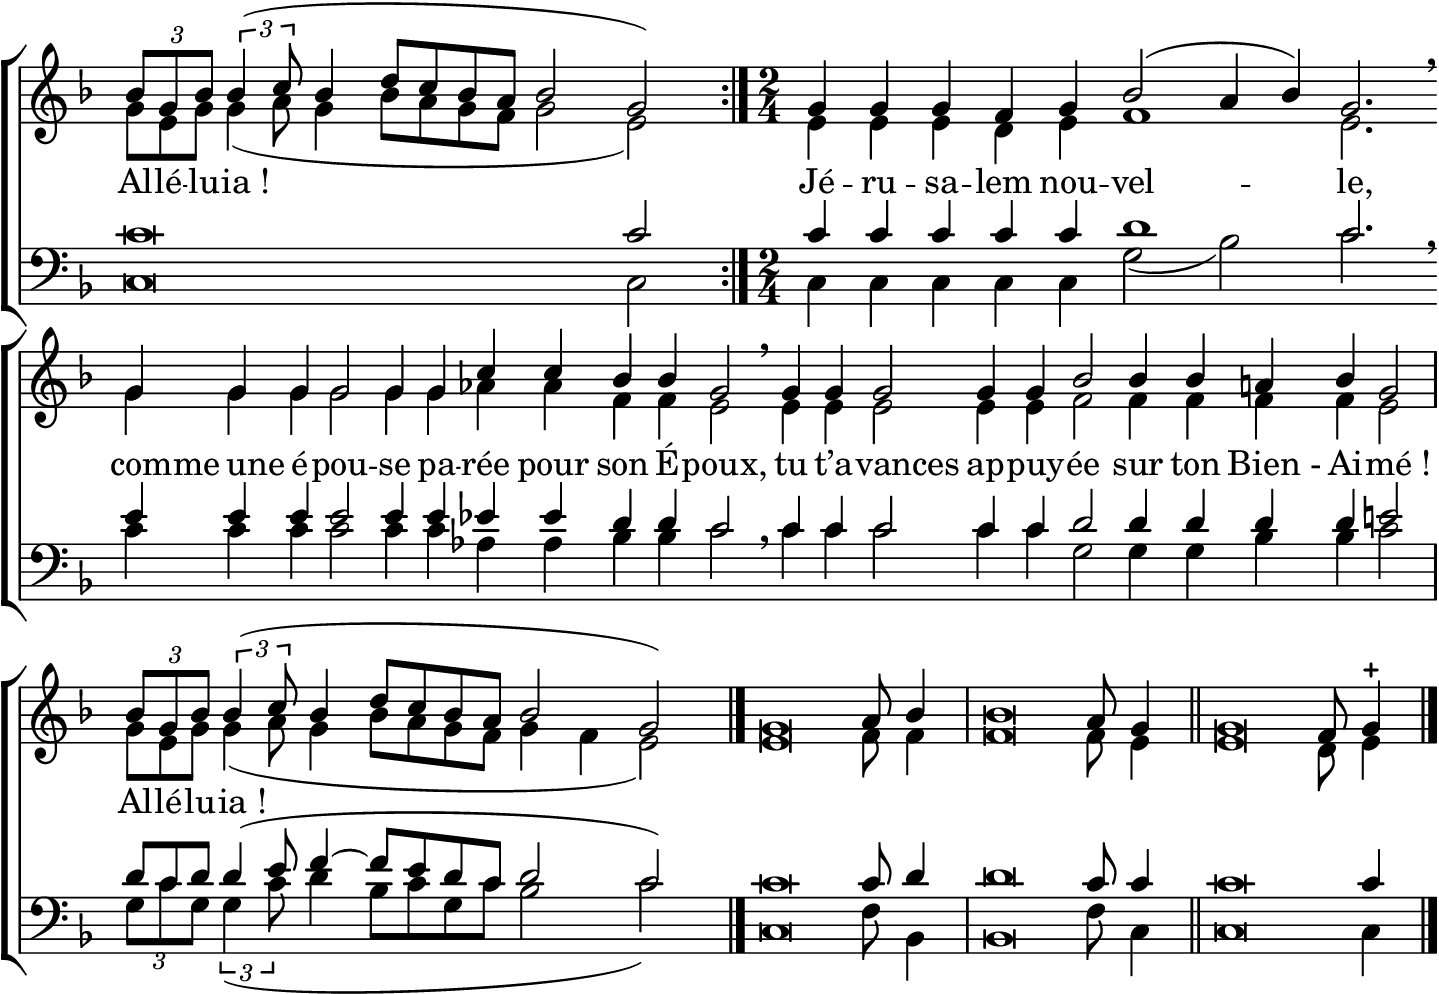 Allé -- luia ! Jé -- ru -- sa -- lem nou -- vel -- le,
comme une é -- pou -- se pa -- rée pour son É -- poux, tu t’a -- vances ap -- puy -- ée sur ton Bien - Ai -- mé !
Alléluia !